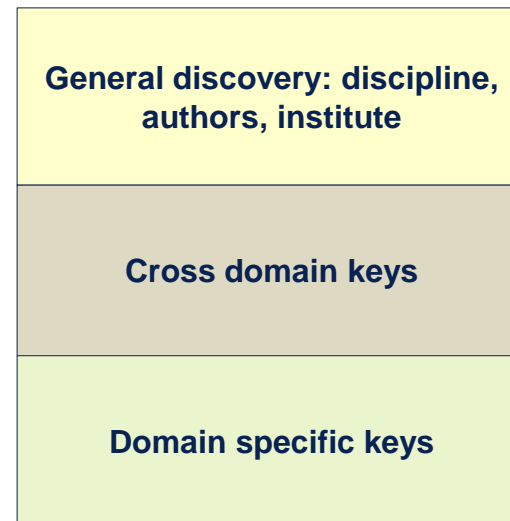 General discovery: discipline,
authors, institute
Cross domain keys
Domain specific keys